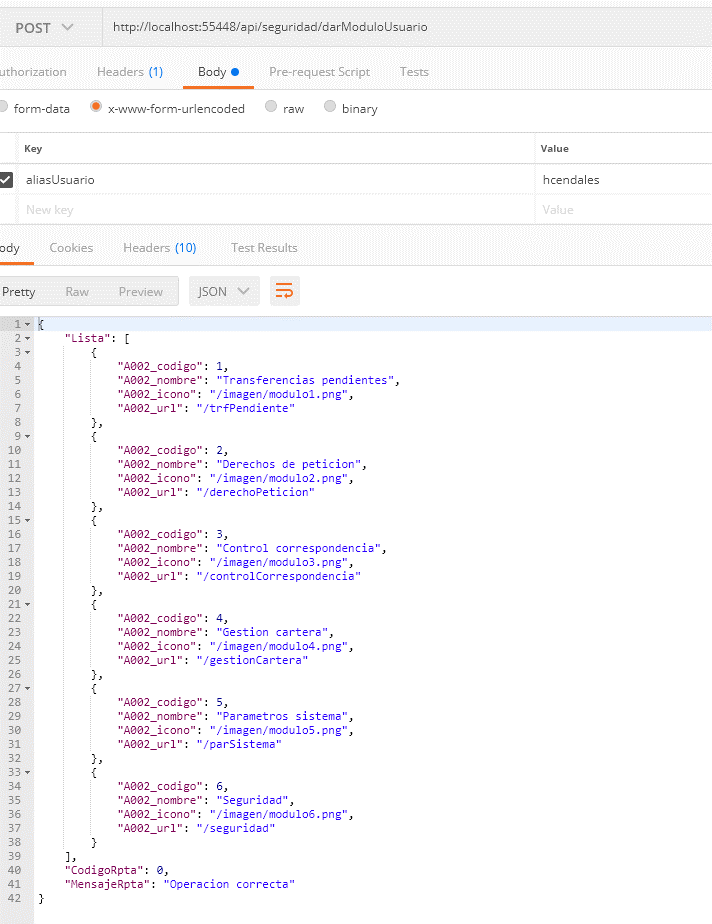 POST http://localhost:55448/api/seguridad/darModuloUsuario
uthorization Headers (1) Body Pre-request Script Tests
form-data x-www-form-urlencoded raw binary
Key Value
aliasUsuario hcendales
New key Value
ody Cookies Headers (10) Test Results
Pretty Raw Preview JSON
1 {
2 "Lista": [
3 {
4 "A002_codigo": 1,
5 "A002_nombre": "Transferencias pendientes",
6 "A002_icono": "/imagen/modulo1.png",
7 "A002_url": "/trfPendiente"
8 },
9 {
10 "A002_codigo": 2,
11 "A002_nombre": "Derechos de peticion",
12 "A002_icono": "/imagen/modulo2.png",
13 "A002_url": "/derechoPeticion"
14 },
15 {
16 "A002_codigo": 3,
17 "A002_nombre": "Control correspondencia",
18 "A002_icono": "/imagen/modulo3.png",
19 "A002_url": "/controlCorrespondencia"
20 },
21 {
22 "A002_codigo": 4,
23 "A002_nombre": "Gestion cartera",
24 "A002_icono": "/imagen/modulo4.png",
25 "A002_url": "/gestionCartera"
26 },
27 {
28 "A002_codigo": 5,
29 "A002_nombre": "Parametros sistema",
30 "A002_icono": "/imagen/modulo5.png",
31 "A002_url": "/parSistema"
32 },
33 {
34 "A002_codigo": 6,
35 "A002_nombre": "Seguridad",
36 "A002_icono": "/imagen/modulo6.png",
37 "A002_url": "/seguridad"
38 }
39 ],
40 "CodigoRpta": 0,
41 "MensajeRpta": "Operacion correcta"
42 }